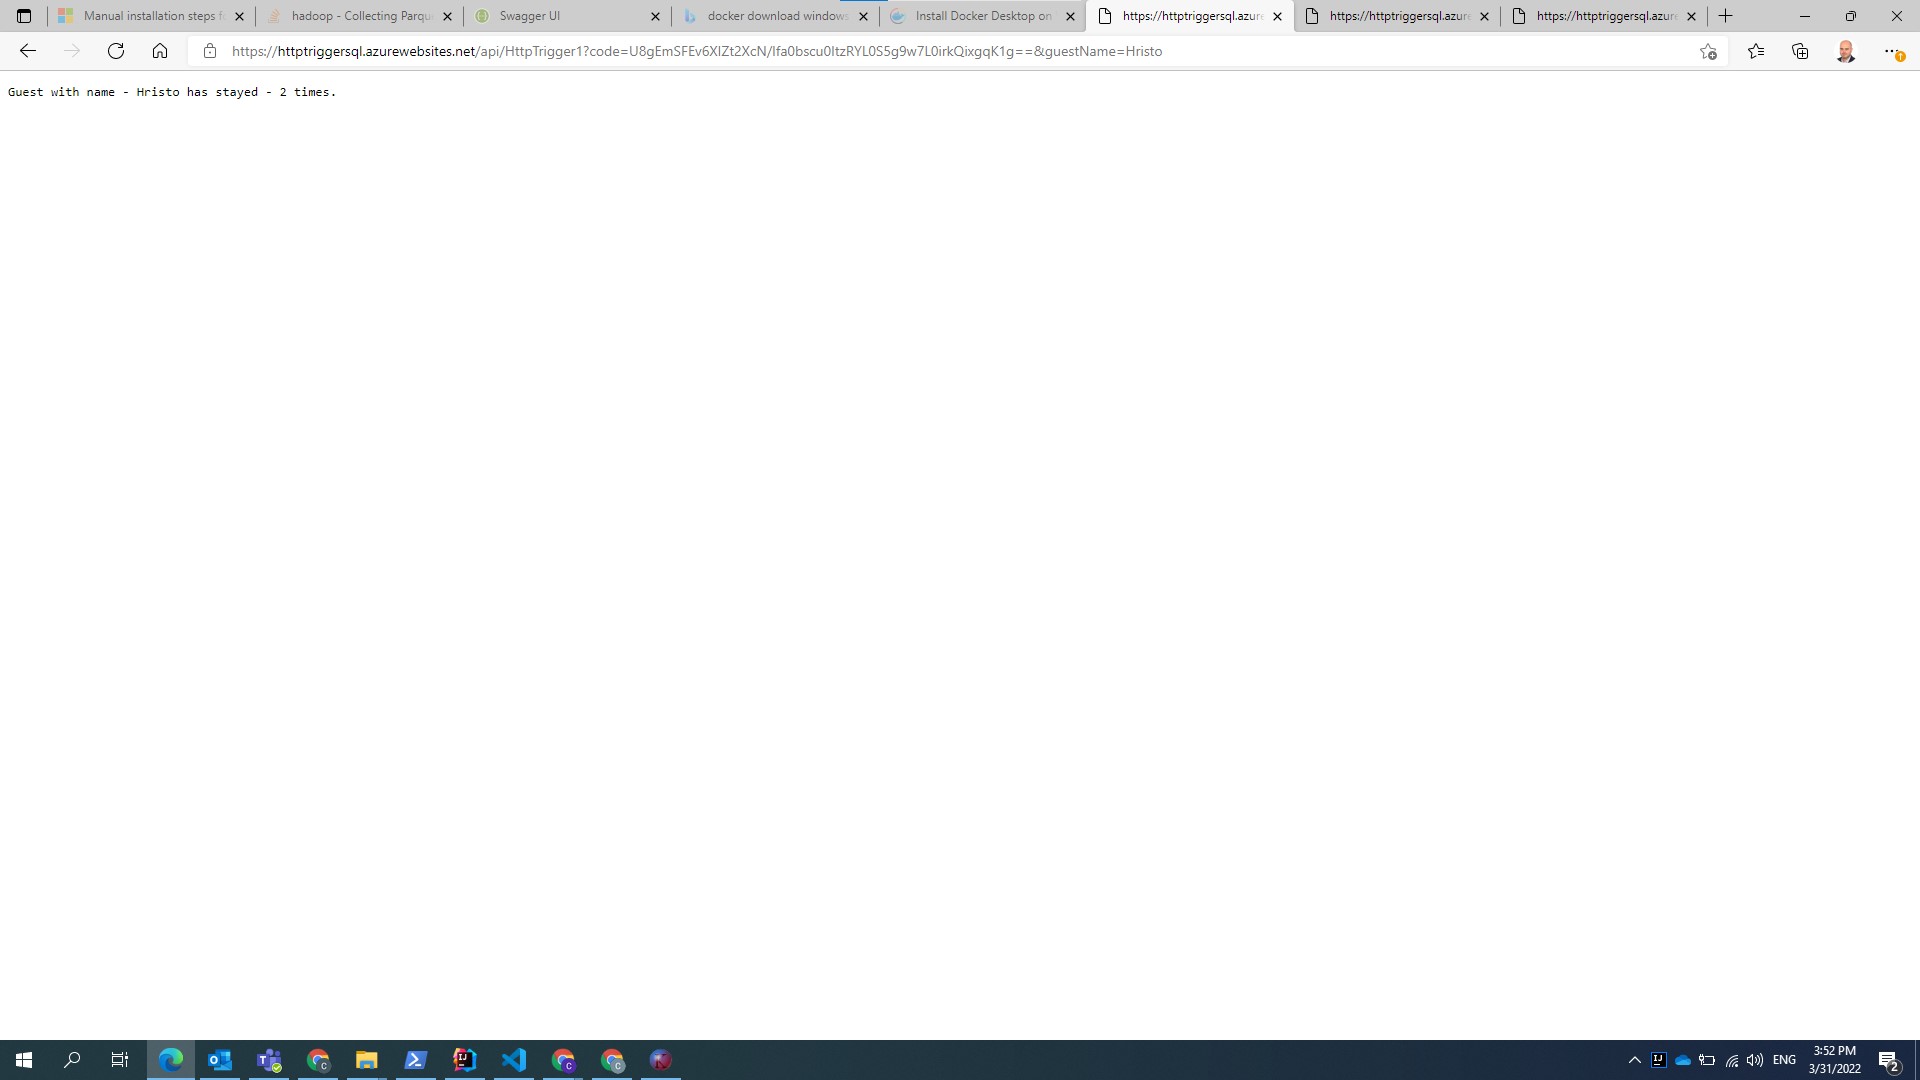 Manual installation steps f
hadoop - Collecting Parqu
Swagger UI
docker download windows
Install Docker Desktop on
https://httptriggersql.azure
https://httptriggersql.azure
https://httptriggersql.azure
https://httptriggersql.azurewebsites.net/api/HttpTrigger1?code=U8gEmSFEv6XIZt2XcN/Ifa0bscu0ItzRYL0S5g9w7L0irkQixgqK1g==&guestName=Hristo
Guest with name - Hristo has stayed - 2 times.
ENG
3:52 PM
3/31/2022
2